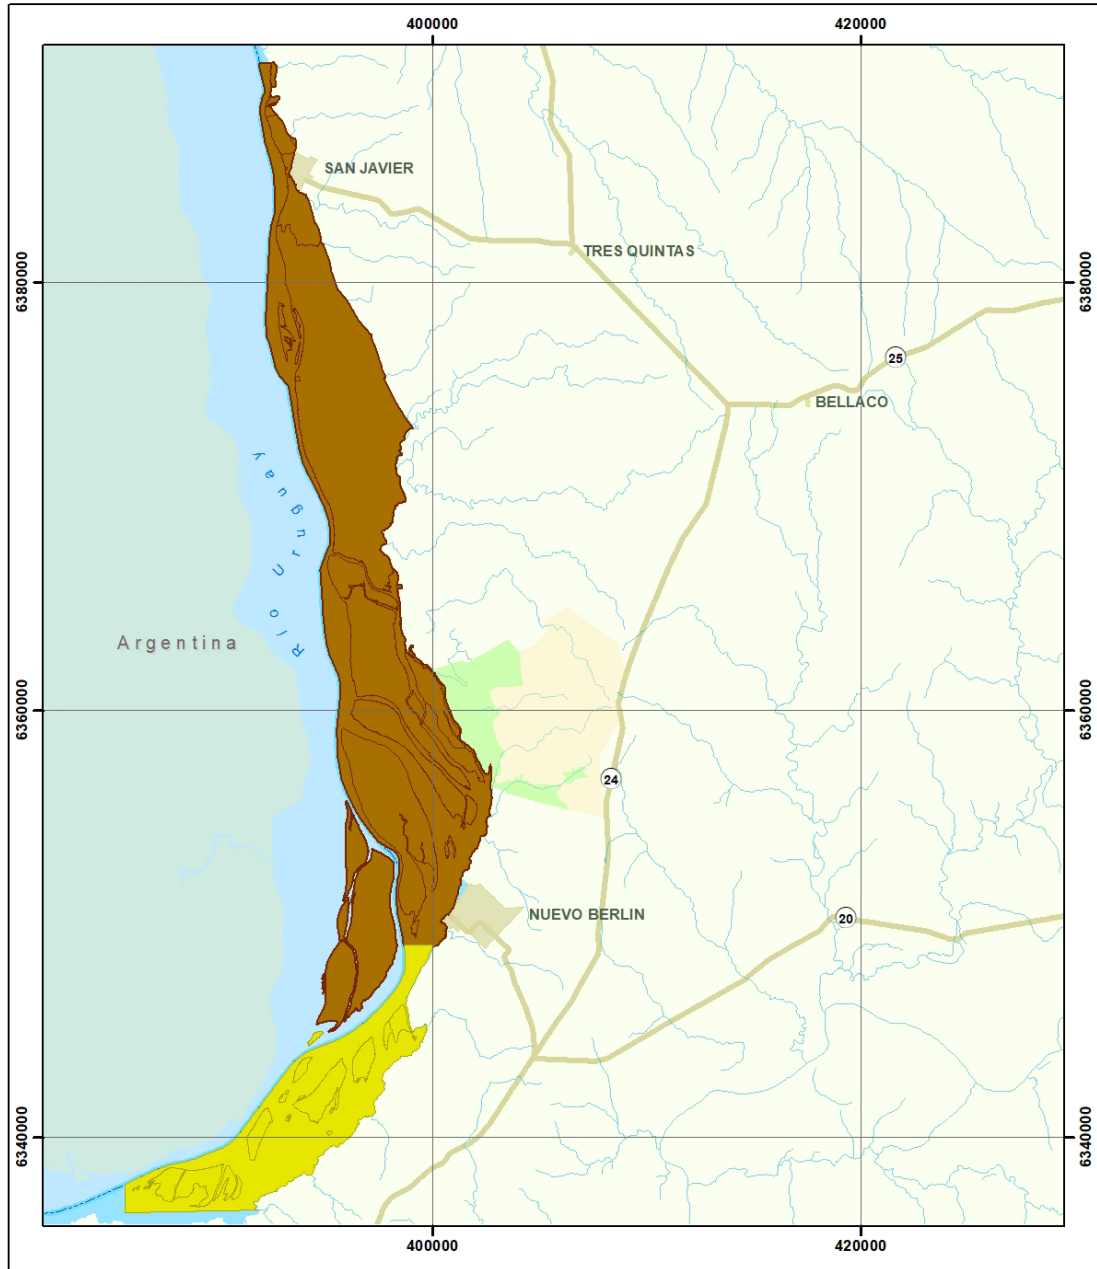 400000
420000
SAN JAVIER
TRES QUINTAS
6380000
6380000
25
BELLACO
Río Uruguay
Argentina
6360000
6360000
24
NUEVO BERLIN
20
6340000
6340000
400000
420000